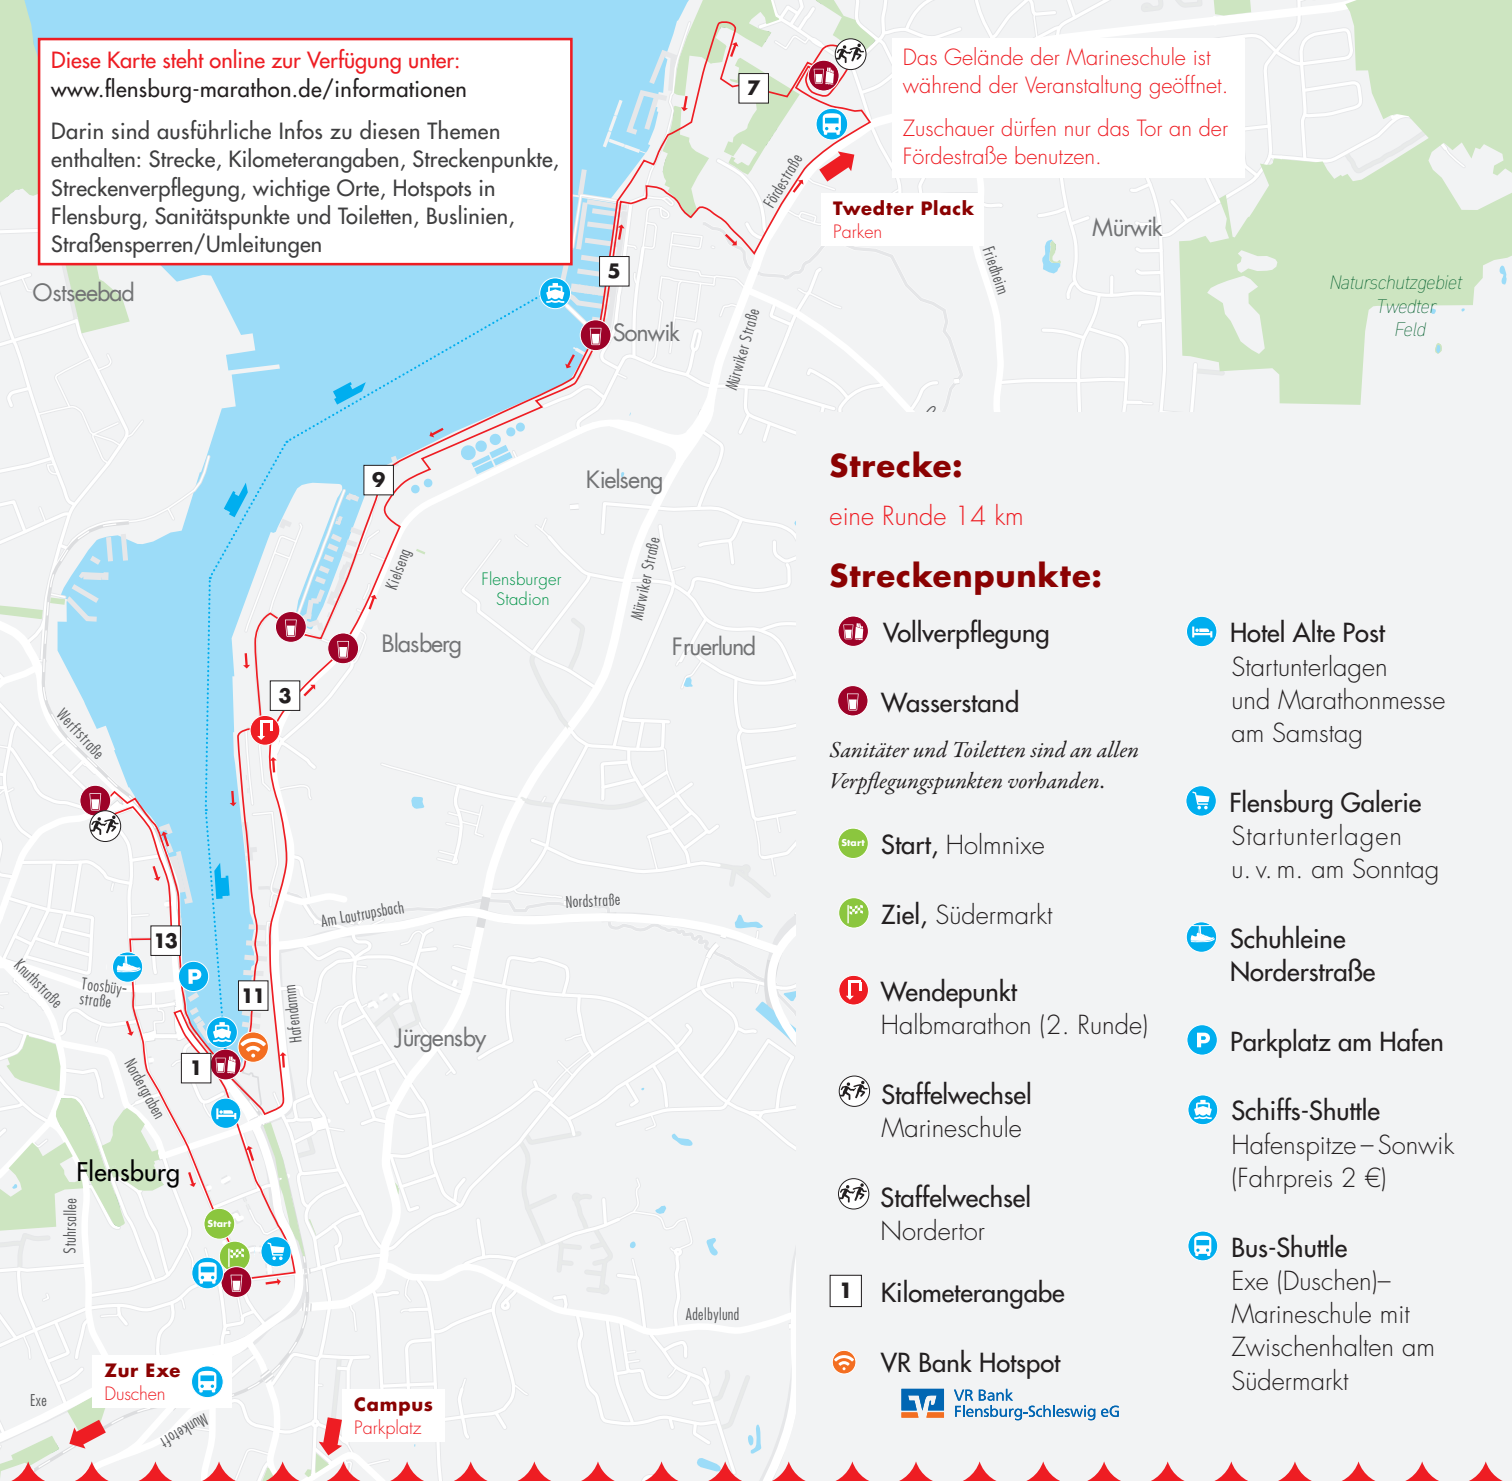 Diese Karte steht online zur Verfügung unter:
www.flensburg-marathon.de/informationen
Darin sind ausführliche Infos zu diesen Themen
enthalten: Strecke, Kilometerangaben, Streckenpunkte,
Streckenverpflegung, wichtige Orte, Hotspots in
Flensburg, Sanitätspunkte und Toiletten, Buslinien,
Straßensperren/Umleitungen
Das Gelände der Marineschule ist
während der Veranstaltung geöffnet.
Zuschauer dürfen nur das Tor an der
Fördestraße benutzen.
7
Fördestraße
Twedter Plack
Parken
Mürwik
Friedheim
Naturschutzgebiet
Twedter
Feld
Ostseebad
5
Sonwik
Mürwiker Straße
9
Kielseng
Kielseng
Mürwiker Straße
Flensburger
Stadion
Blasberg
Fruerlund
3
Werftstraße
Am Lautrupsbach
Nordstraße
13
Knuthstraße
Toosbüy-
straße
11
Hafendamm
Jürgensby
1
Nordergraben
Flensburg
Stuhrsallee
Start
Adelbylund
Zur Exe
Duschen
Exe
Munketoft
Campus
Parkplatz
Strecke:
eine Runde 14 km
Streckenpunkte:
Vollverpflegung
Wasserstand
Sanitäter und Toiletten sind an allen
Verpflegungspunkten vorhanden.
Start
Start, Holmnixe
Ziel, Südermarkt
Wendepunkt
Halbmarathon (2. Runde)
Staffelwechsel
Marineschule
Staffelwechsel
Nordertor
1
Kilometerangabe
VR Bank Hotspot
VR Bank
Flensburg-Schleswig eG
Hotel Alte Post
Startunterlagen
und Marathonmesse
am Samstag
Flensburg Galerie
Startunterlagen
u. v. m. am Sonntag
Schuhleine
Norderstraße
P
P
Parkplatz am Hafen
Schiffs-Shuttle
Hafenspitze – Sonwik
(Fahrpreis 2 €)
Bus-Shuttle
Exe (Duschen)–
Marineschule mit
Zwischenhalten am
Südermarkt